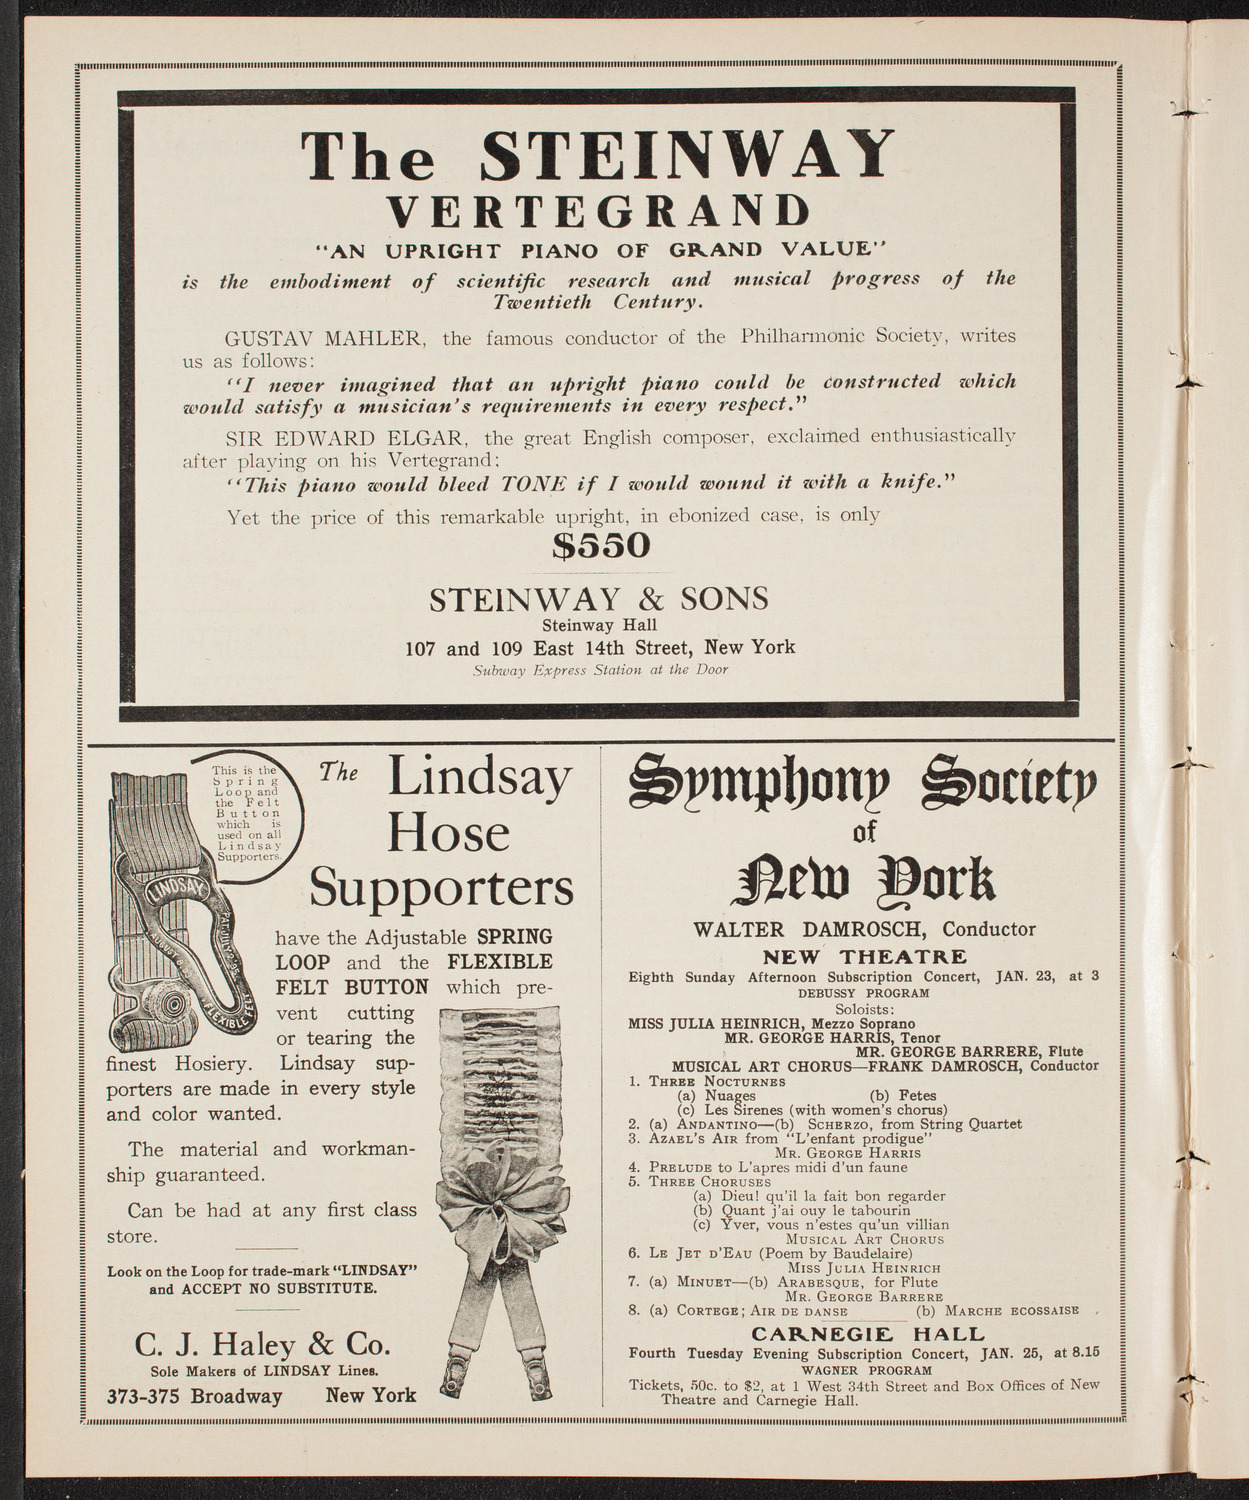 The STEINWAY
VERTEGRAND
"AN UPRIGHT PIANO OF GRAND VALUE"
is the embodiment of scientific research and musical progress of the
Twentieth Century.
GUSTAV MAHLER, the famous conductor of the Philharmonic Society, writes
us as follows:
"I never imagined that an upright piano could be constructed which
would satisfy a musician's requirements in every respect."
SIR EDWARD ELGAR, the great English composer, exclaimed enthusiastically
after playing on his Vertegrand:
"This piano would bleed TONE if I would wound it with a knife."
Yet the price of this remarkable upright, in ebonized case, is only
$550
STEINWAY & SONS
Steinway Hall
107 and 109 East 14th Street, New York
Subway Express Station at the Door
This is the
Spring
Loop and
the Felt
Button
which is
used on all
Lindsay
Supporters.
LINDSAY
FLEXIBLE FELT
The Lindsay
Hose
Supporters
have the Adjustable SPRING
LOOP and the FLEXIBLE
FELT BUTTON which pre-
vent cutting
or tearing the
finest Hosiery. Lindsay sup-
porters are made in every style
and color wanted.
The material and workman-
ship guaranteed.
Can be had at any first class
store.
Look on the Loop for trade-mark "LINDSAY"
and ACCEPT NO SUBSTITUTE.
C. J. Haley & Co.
Sole Makers of LINDSAY Lines.
373-375 Broadway New York
Symphony Society
of
New York
WALTER DAMROSCH, Conductor
NEW THEATRE
Eighth Sunday Afternoon Subscription Concert, JAN. 23, at 3
DEBUSSY PROGRAM
Soloists:
MISS JULIA HEINRICH, Mezzo Soprano
MR. GEORGE HARRIS, Tenor
MR. GEORGE BARRERE, Flute
MUSICAL ART CHORUS—FRANK DAMROSCH, Conductor
1. THREE NOCTURNES
(a) Nuages (b) Fetes
(c) Les Sirenes (with women's chorus)
2. (a) ANDANTINO—(b) SCHERZO, from String Quartet
3. AZAEL'S AIR from "L'enfant prodigue"
MR. GEORGE HARRIS
4. PRELUDE to L'apres midi d'un faune
5. THREE CHORUSES
(a) Dieu! qu'il la fait bon regarder
(b) Quant j'ai ouy le tabourin
(c) Yver, vous n'estes qu'un villian
MUSICAL ART CHORUS
6. LE JET D'EAU (Poem by Baudelaire)
MISS JULIA HEINRICH
7. (a) MINUET—(b) ARABESQUE, for Flute
MR. GEORGE BARRERE
8. (a) CORTEGE; AIR DE DANSE (b) MARCHE ECOSSAISE
CARNEGIE HALL
Fourth Tuesday Evening Subscription Concert, JAN. 25, at 8.15
WAGNER PROGRAM
Tickets, 50c. to $2, at 1 West 34th Street and Box Offices of New
Theatre and Carnegie Hall.